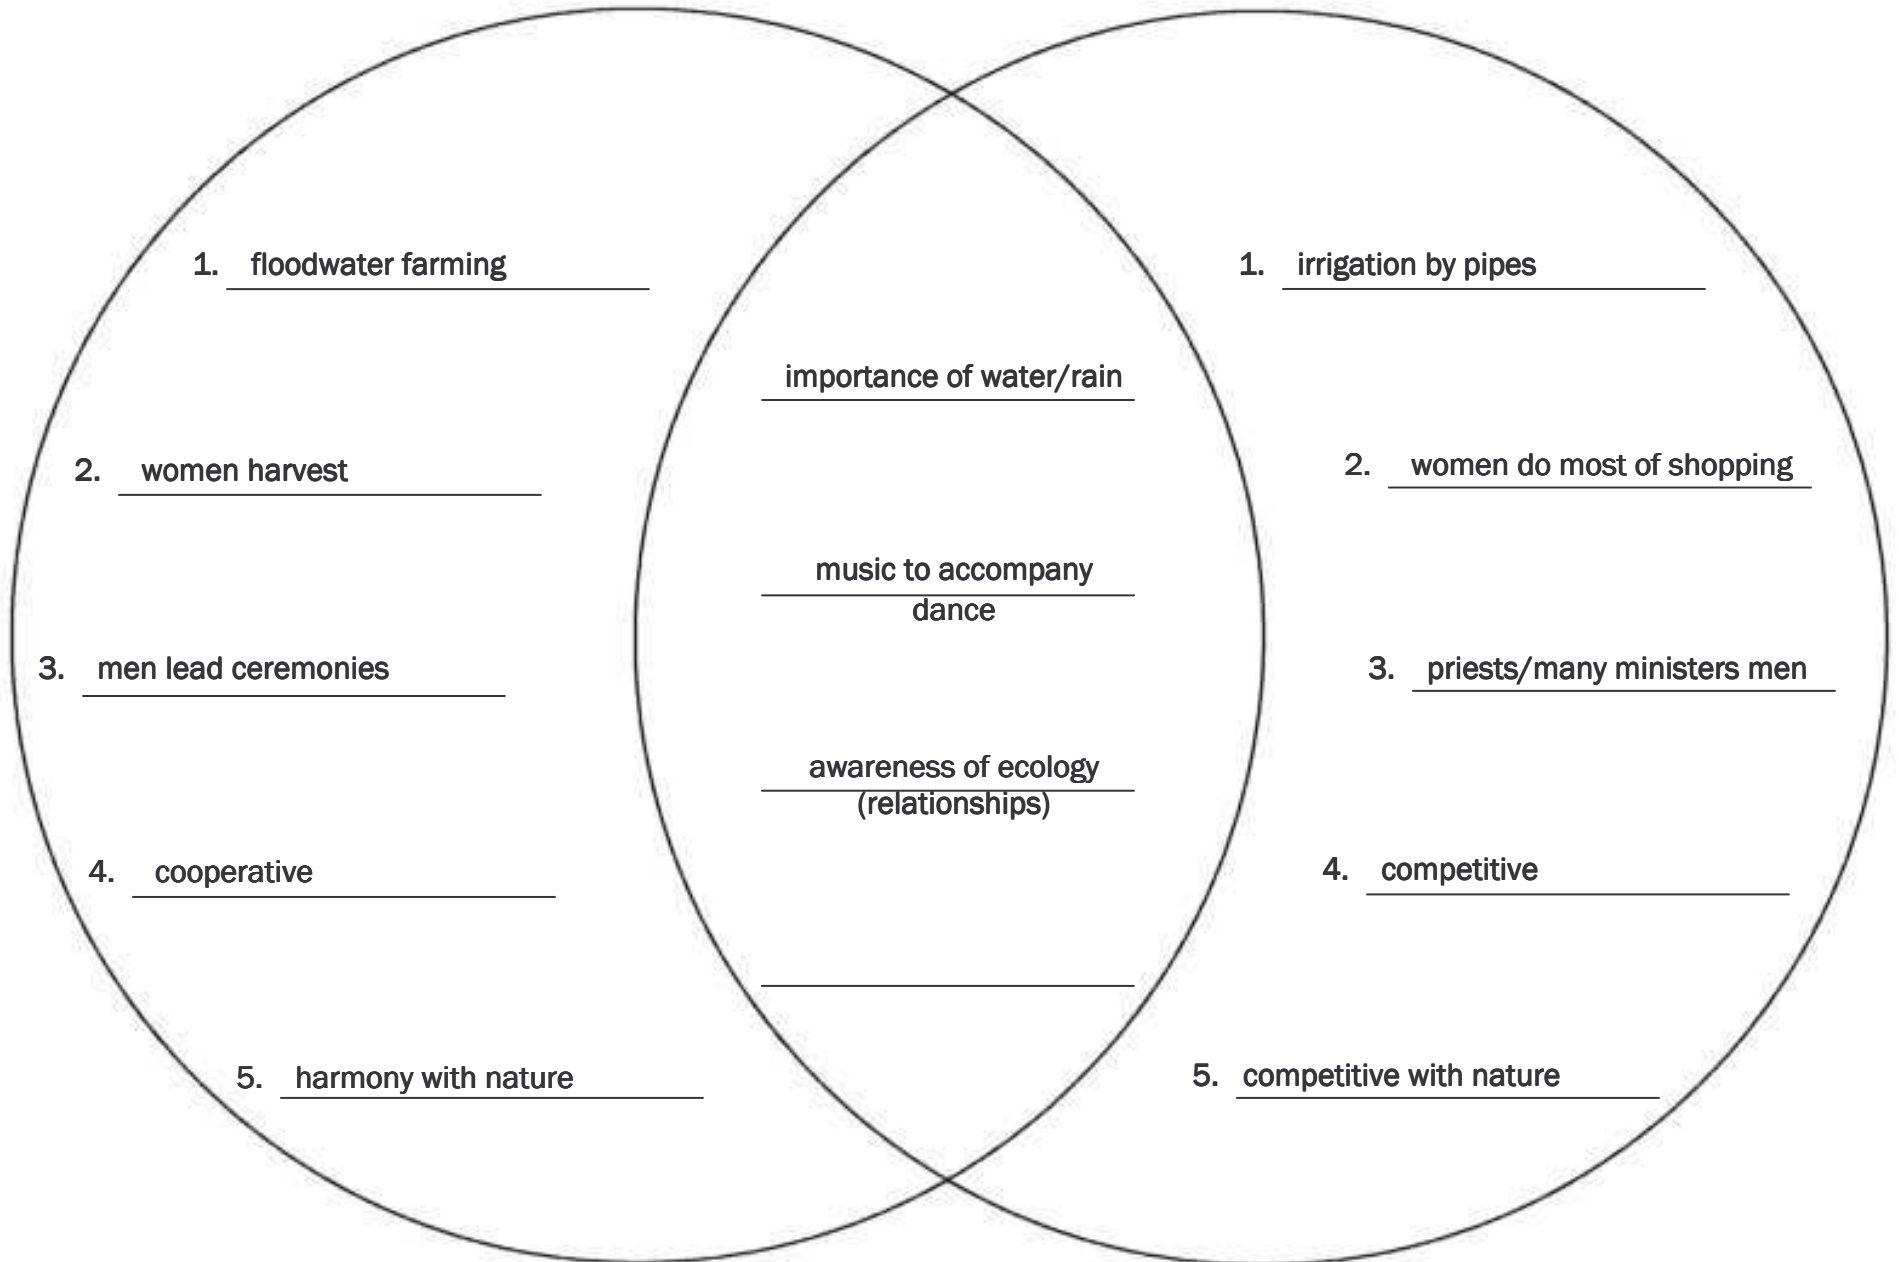 1. floodwater farming
2. women harvest
3. men lead ceremonies
4. cooperative
5. harmony with nature
importance of water/rain
music to accompany
dance
awareness of ecology
(relationships)
1. irrigation by pipes
2. women do most of shopping
3. priests/many ministers men
4. competitive
5. competitive with nature